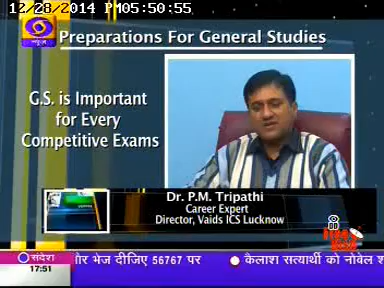 12/28/2014 PM05:50:55
न्यूज़
Preparations For General Studies
G.S. is Important
for Every
Competitive Exams
Dr. P.M. Tripathi
Career Expert
Director, Vaids ICS Lucknow
संदेश
17:51
और भेज दीजिए 56767 पर
कैलाश सत्यार्थी को नोबेल श